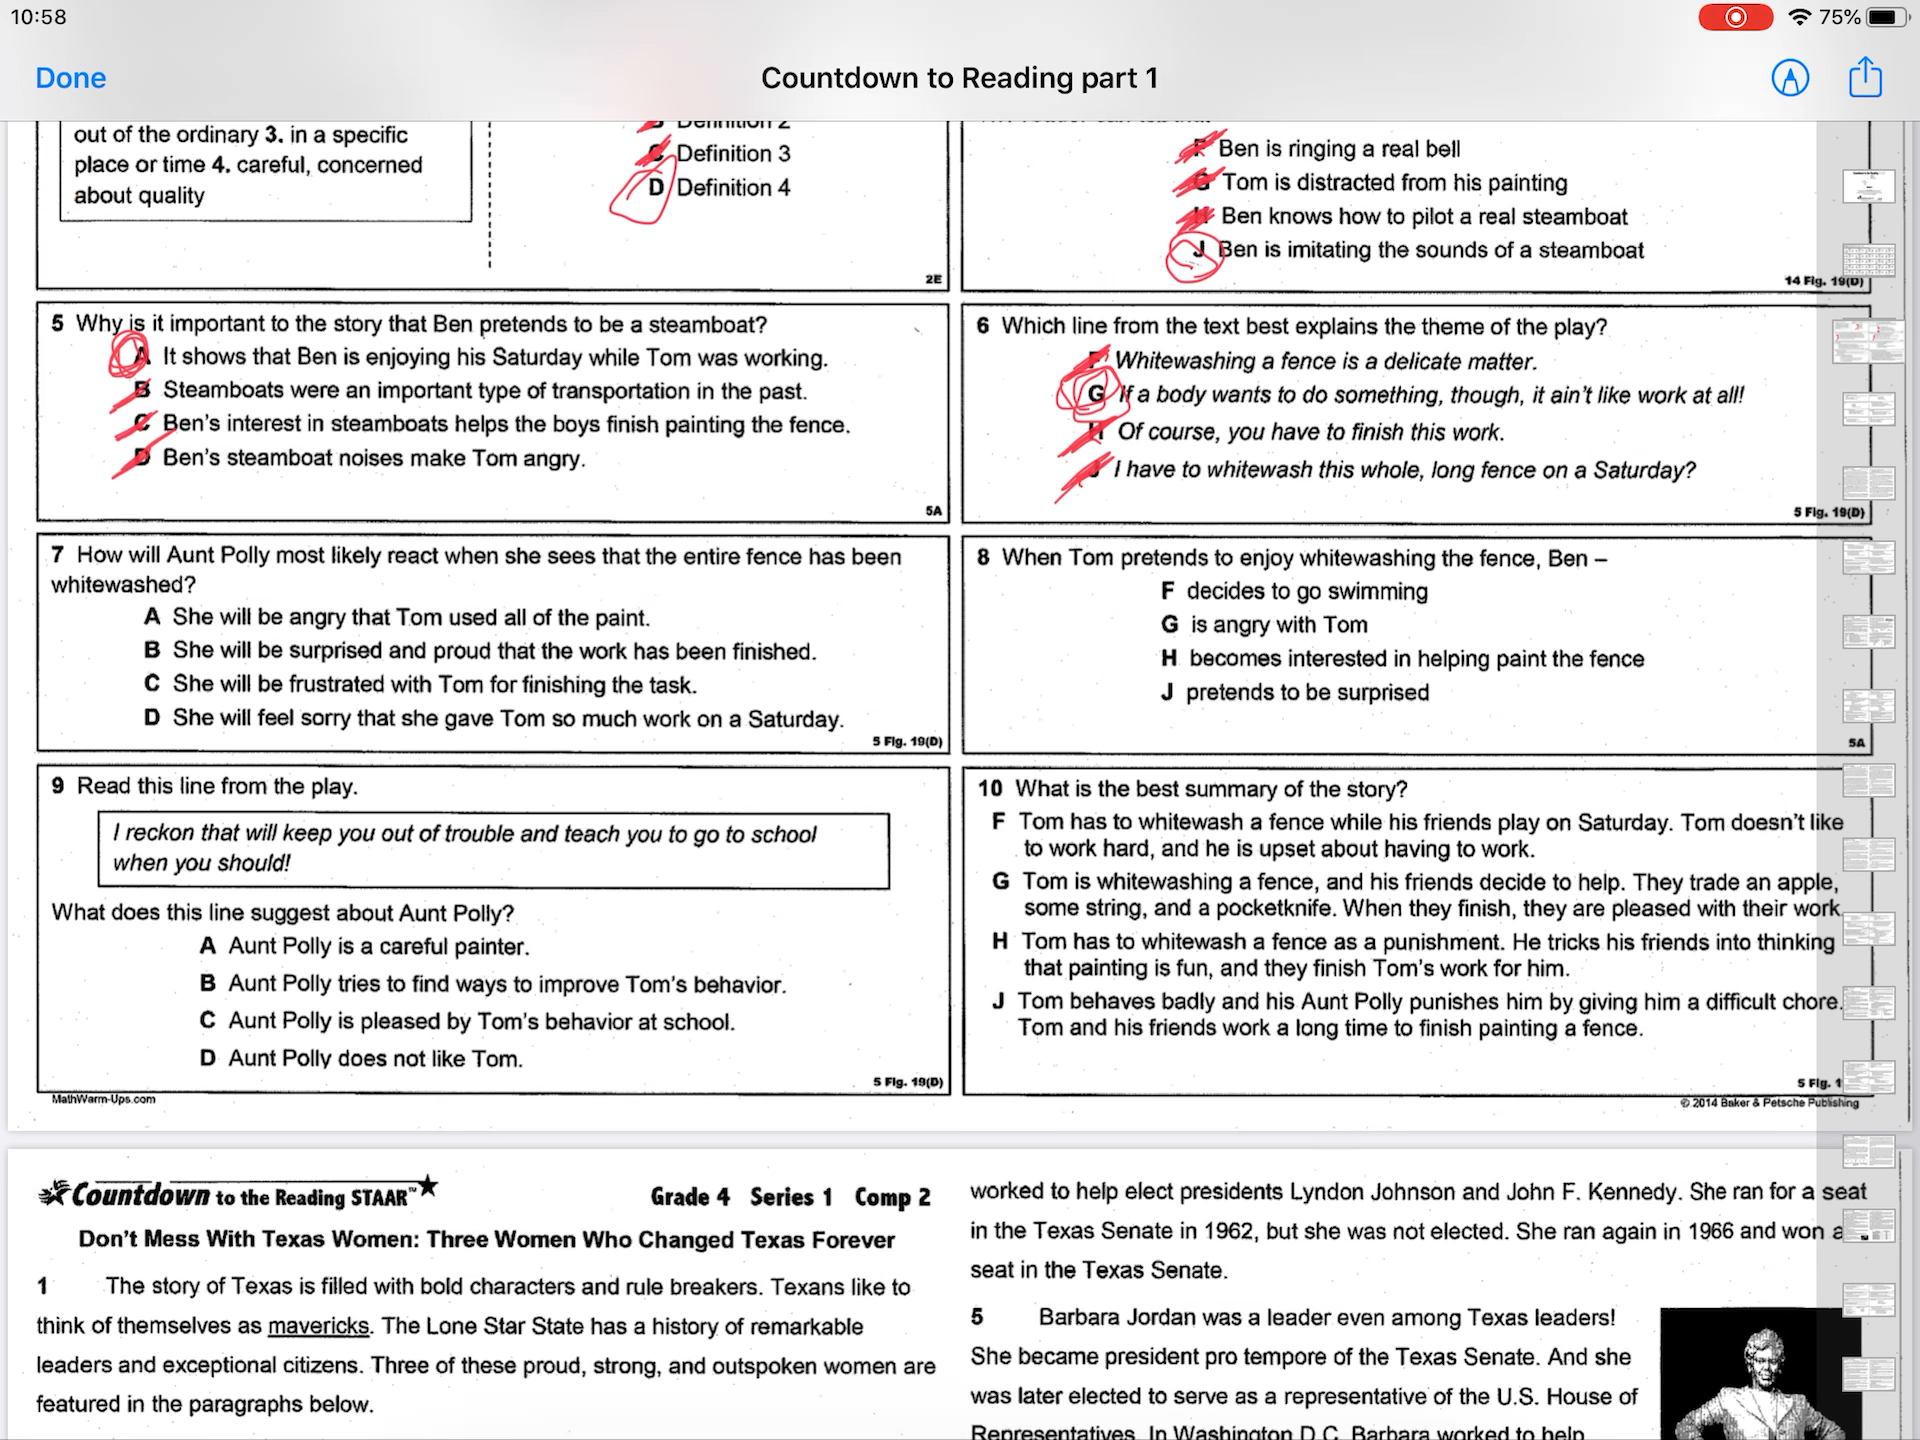 10:58
75%
Done
Countdown to Reading part 1
out of the ordinary 3. in a specific
place or time 4. careful, concerned
about quality
Definition 2
C Definition 3
D Definition 4
2E
F Ben is ringing a real bell
G Tom is distracted from his painting
H Ben knows how to pilot a real steamboat
J Ben is imitating the sounds of a steamboat
14 Fig. 19(D)
5 Why is it important to the story that Ben pretends to be a steamboat?
A It shows that Ben is enjoying his Saturday while Tom was working.
B Steamboats were an important type of transportation in the past.
C Ben's interest in steamboats helps the boys finish painting the fence.
D Ben's steamboat noises make Tom angry.
5A
6 Which line from the text best explains the theme of the play?
F Whitewashing a fence is a delicate matter.
G If a body wants to do something, though, it ain't like work at all!
H Of course, you have to finish this work.
J I have to whitewash this whole, long fence on a Saturday?
5 Fig. 19(D)
7 How will Aunt Polly most likely react when she sees that the entire fence has been
whitewashed?
A She will be angry that Tom used all of the paint.
B She will be surprised and proud that the work has been finished.
C She will be frustrated with Tom for finishing the task.
D She will feel sorry that she gave Tom so much work on a Saturday.
5 Fig. 19(D)
8 When Tom pretends to enjoy whitewashing the fence, Ben –
F decides to go swimming
G is angry with Tom
H becomes interested in helping paint the fence
J pretends to be surprised
5A
9 Read this line from the play.
I reckon that will keep you out of trouble and teach you to go to school
when you should!
What does this line suggest about Aunt Polly?
A Aunt Polly is a careful painter.
B Aunt Polly tries to find ways to improve Tom's behavior.
C Aunt Polly is pleased by Tom's behavior at school.
D Aunt Polly does not like Tom.
5 Fig. 19(D)
MathWarm-Ups.com
10 What is the best summary of the story?
F Tom has to whitewash a fence while his friends play on Saturday. Tom doesn't like
to work hard, and he is upset about having to work.
G Tom is whitewashing a fence, and his friends decide to help. They trade an apple,
some string, and a pocketknife. When they finish, they are pleased with their work.
H Tom has to whitewash a fence as a punishment. He tricks his friends into thinking
that painting is fun, and they finish Tom's work for him.
J Tom behaves badly and his Aunt Polly punishes him by giving him a difficult chore.
Tom and his friends work a long time to finish painting a fence.
5 Fig. 1
© 2014 Baker & Petsche Publishing
Countdown to the Reading STAAR™
Grade 4 Series 1 Comp 2
Don't Mess With Texas Women: Three Women Who Changed Texas Forever
1 The story of Texas is filled with bold characters and rule breakers. Texans like to
think of themselves as mavericks. The Lone Star State has a history of remarkable
leaders and exceptional citizens. Three of these proud, strong, and outspoken women are
featured in the paragraphs below.
worked to help elect presidents Lyndon Johnson and John F. Kennedy. She ran for a seat
in the Texas Senate in 1962, but she was not elected. She ran again in 1966 and won a
seat in the Texas Senate.
5 Barbara Jordan was a leader even among Texas leaders!
She became president pro tempore of the Texas Senate. And she
was later elected to serve as a representative of the U.S. House of
Representatives. In Washington D.C. Barbara worked to help